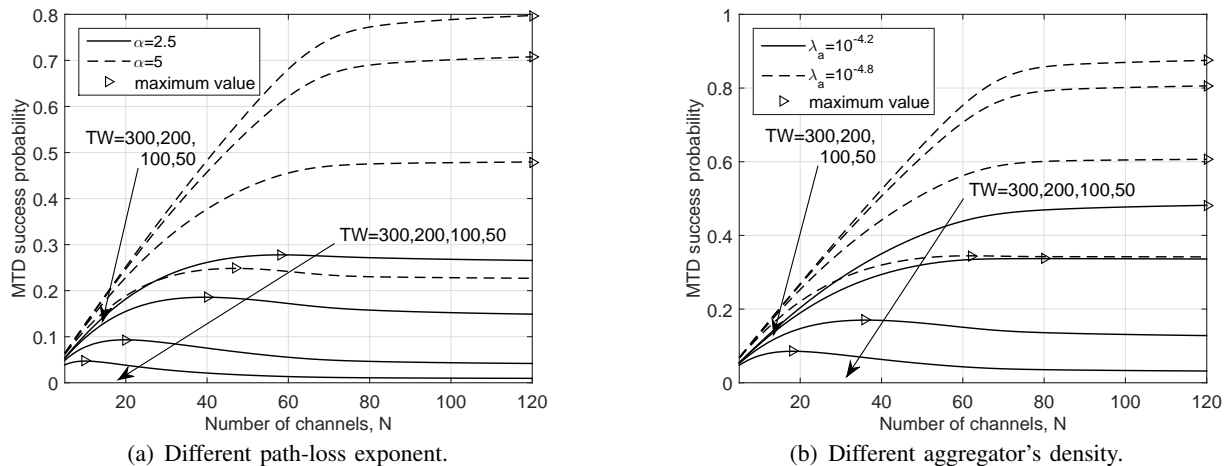 0.8
0.7
0.6
0.5
0.4
0.3
0.2
0.1
0
MTD success probability
α=2.5
α=5
maximum value
TW=300,200,
100,50
TW=300,200,100,50
20 40 60 80 100 120
Number of channels, N
(a) Different path-loss exponent.
1
0.8
0.6
0.4
0.2
0
MTD success probability
λa=10-4.2
λa=10-4.8
maximum value
TW=300,200,
100,50
TW=300,200,100,50
20 40 60 80 100 120
Number of channels, N
(b) Different aggregator's density.